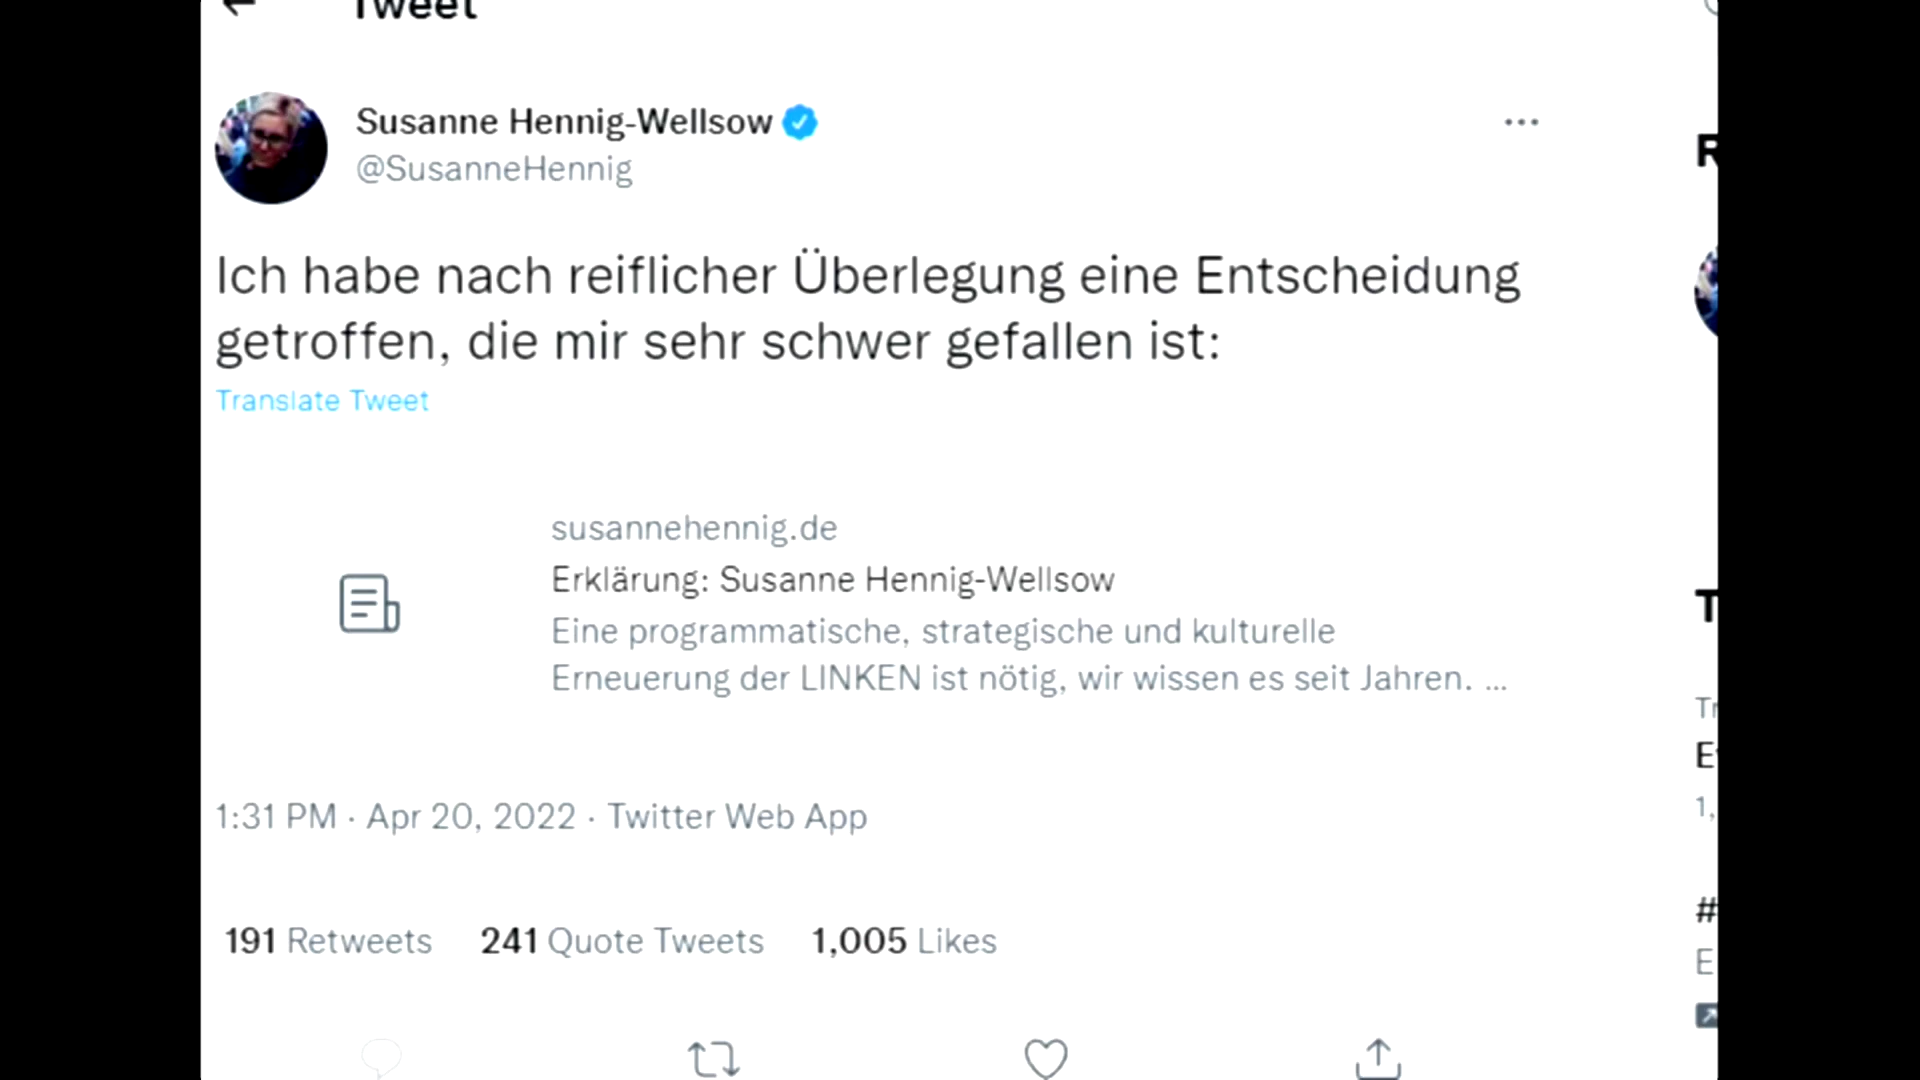 Tweet
Susanne Hennig-Wellsow
@SusanneHennig
Ich habe nach reiflicher Überlegung eine Entscheidung
getroffen, die mir sehr schwer gefallen ist:
Translate Tweet
susannehennig.de
Erklärung: Susanne Hennig-Wellsow
Eine programmatische, strategische und kulturelle
Erneuerung der LINKEN ist nötig, wir wissen es seit Jahren. ...
1:31 PM · Apr 20, 2022 · Twitter Web App
191 Retweets 241 Quote Tweets 1,005 Likes